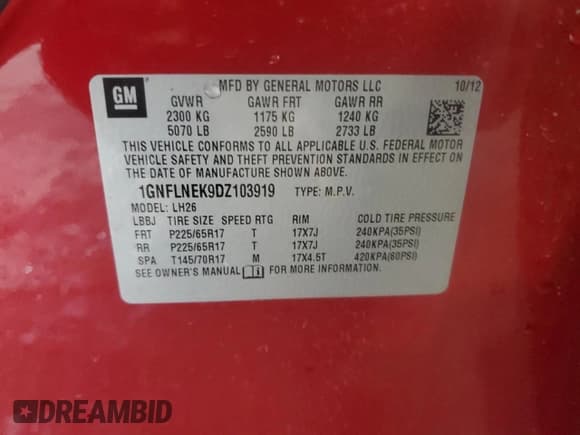 GM
MFD BY GENERAL MOTORS LLC 10/12
GVWR GAWR FRT GAWR RR
2300 KG 1175 KG 1240 KG
5070 LB 2590 LB 2733 LB
THIS VEHICLE CONFORMS TO ALL APPLICABLE U.S. FEDERAL MOTOR
VEHICLE SAFETY AND THEFT PREVENTION STANDARDS IN EFFECT ON
THE DATE OF MANUFACTURE SHOWN ABOVE.
1GNFLNEK9DZ103919 TYPE: M.P.V.
MODEL: LH26
LBBJ TIRE SIZE SPEED RTG RIM COLD TIRE PRESSURE
FRT P225/65R17 T 17X7J 240KPA(35PSI)
RR P225/65R17 T 17X7J 240KPA(35PSI)
SPA T145/70R17 M 17X4.5T 420KPA(60PSI)
SEE OWNER'S MANUAL FOR MORE INFORMATION
DREAMBID